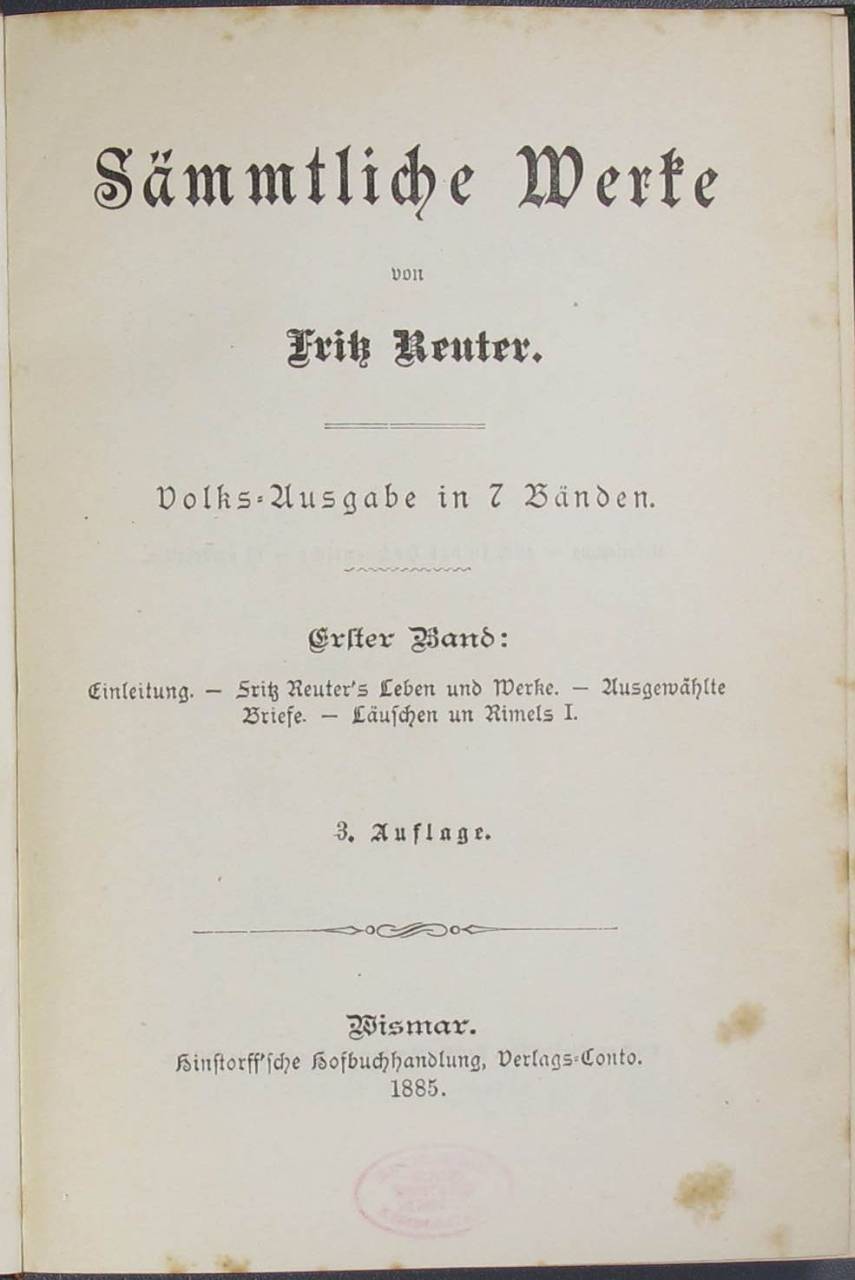 Sämmtliche Werke
von
Fritz Reuter.
Volks-Ausgabe in 7 Bänden.
Erster Band:
Einleitung. — Fritz Reuter's Leben und Werke. — Ausgewählte
Briefe. — Läuschen un Rimels I.
3. Auflage.
Wismar.
Hinstorff'sche Hofbuchhandlung, Verlags-Conto.
1885.